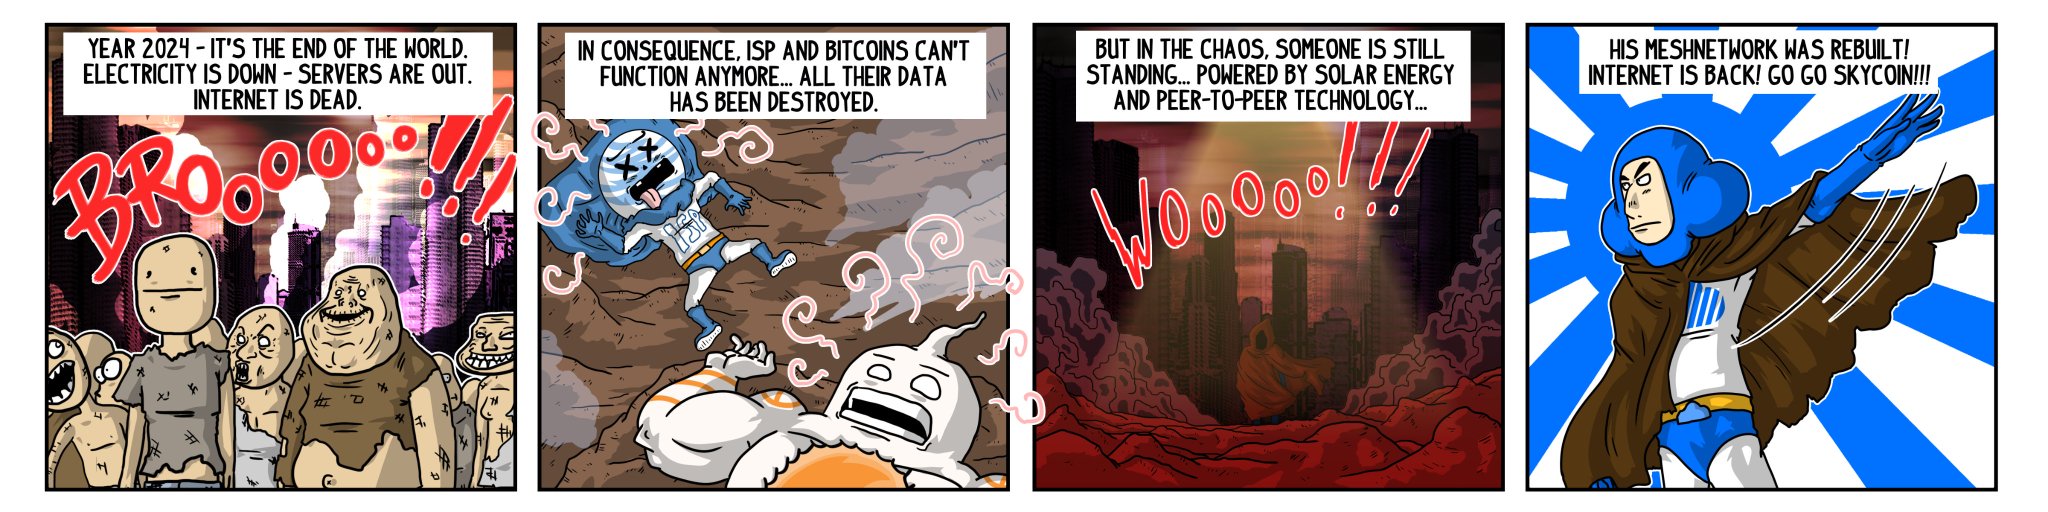 YEAR 2024 - IT'S THE END OF THE WORLD.
ELECTRICITY IS DOWN - SERVERS ARE OUT.
INTERNET IS DEAD.
BROOOOOOO!!!
IN CONSEQUENCE, ISP AND BITCOINS CAN'T
FUNCTION ANYMORE... ALL THEIR DATA
HAS BEEN DESTROYED.
ISP
BUT IN THE CHAOS, SOMEONE IS STILL
STANDING... POWERED BY SOLAR ENERGY
AND PEER-TO-PEER TECHNOLOGY...
WOOOOO!!!
HIS MESHNETWORK WAS REBUILT!
INTERNET IS BACK! GO GO SKYCOIN!!!